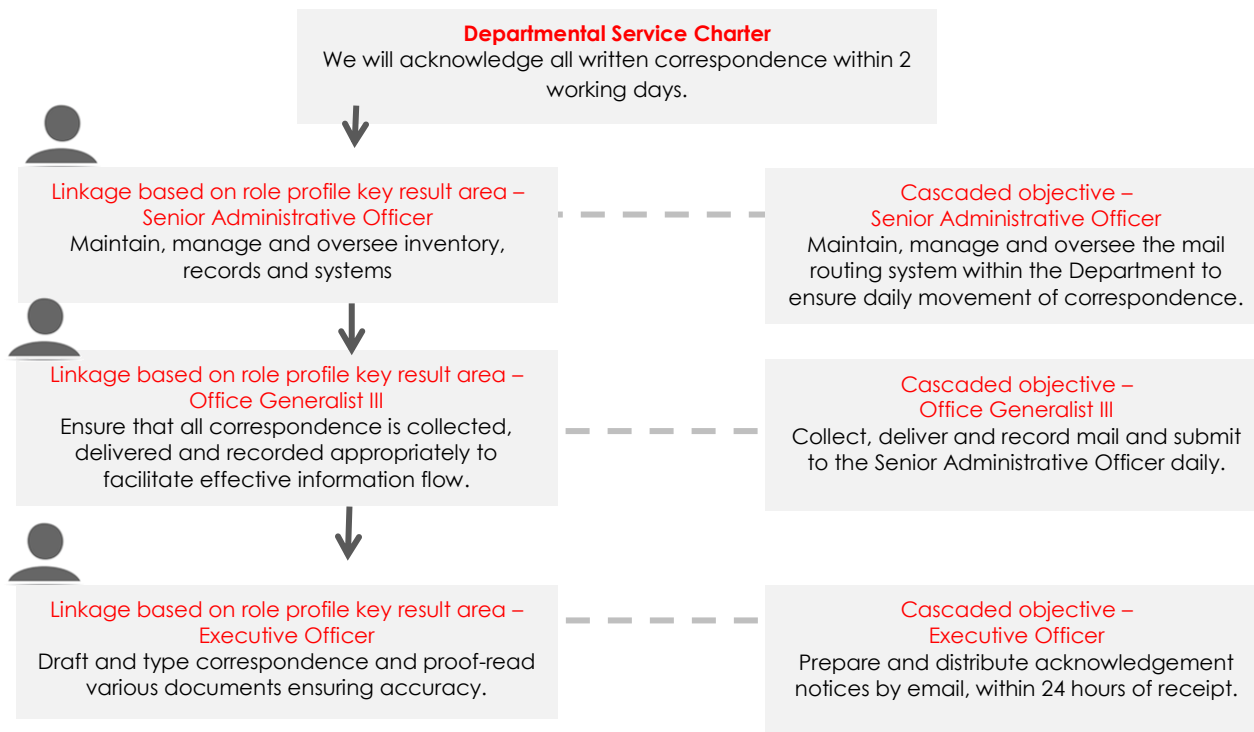 Departmental Service Charter
We will acknowledge all written correspondence within 2
working days.
Linkage based on role profile key result area –
Senior Administrative Officer
Maintain, manage and oversee inventory,
records and systems
Cascaded objective –
Senior Administrative Officer
Maintain, manage and oversee the mail
routing system within the Department to
ensure daily movement of correspondence.
Linkage based on role profile key result area –
Office Generalist III
Ensure that all correspondence is collected,
delivered and recorded appropriately to
facilitate effective information flow.
Cascaded objective –
Office Generalist III
Collect, deliver and record mail and submit
to the Senior Administrative Officer daily.
Linkage based on role profile key result area –
Executive Officer
Draft and type correspondence and proof-read
various documents ensuring accuracy.
Cascaded objective –
Executive Officer
Prepare and distribute acknowledgement
notices by email, within 24 hours of receipt.